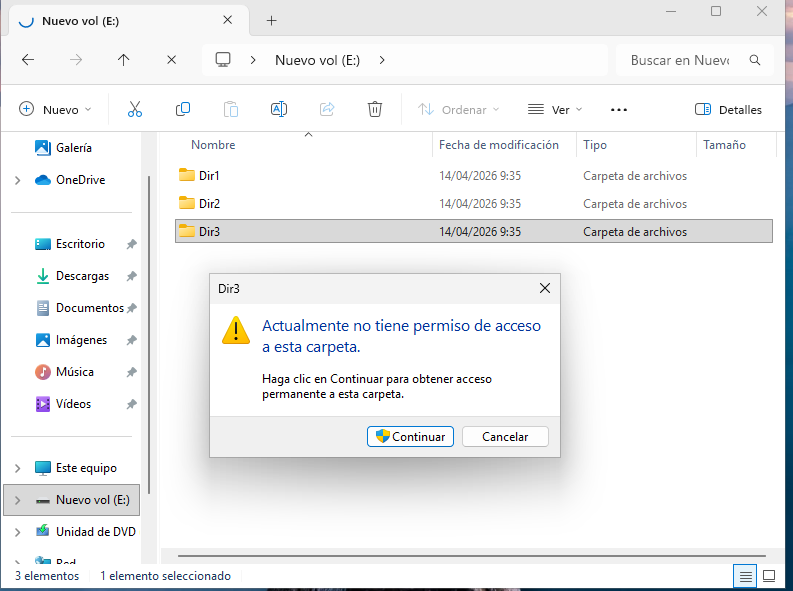 Nuevo vol (E:)
Nuevo vol (E:)
Buscar en Nuevo
Nuevo
Ordenar
Ver
Detalles
Nombre
Fecha de modificación
Tipo
Tamaño
Galería
OneDrive
Escritorio
Descargas
Documentos
Imágenes
Música
Vídeos
Este equipo
Nuevo vol (E:)
Unidad de DVD
Red
Dir1 14/04/2026 9:35 Carpeta de archivos
Dir2 14/04/2026 9:35 Carpeta de archivos
Dir3 14/04/2026 9:35 Carpeta de archivos
Dir3
Actualmente no tiene permiso de acceso
a esta carpeta.
Haga clic en Continuar para obtener acceso
permanente a esta carpeta.
Continuar
Cancelar
3 elementos
1 elemento seleccionado